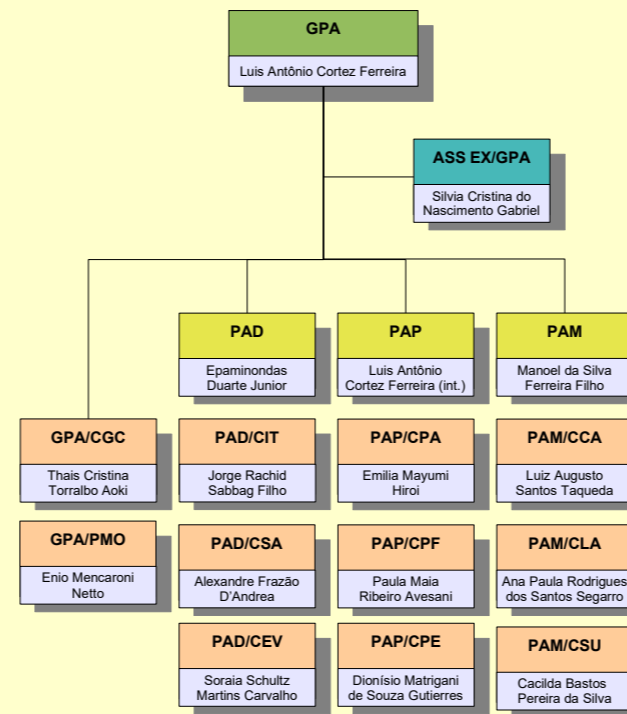 GPA
Luis Antônio Cortez Ferreira
ASS EX/GPA
Silvia Cristina do
Nascimento Gabriel
PAD
Epaminondas
Duarte Junior
PAP
Luis Antônio
Cortez Ferreira (int.)
PAM
Manoel da Silva
Ferreira Filho
GPA/CGC
Thais Cristina
Torralbo Aoki
PAD/CIT
Jorge Rachid
Sabbag Filho
PAP/CPA
Emilia Mayumi
Hiroi
PAM/CCA
Luiz Augusto
Santos Taqueda
GPA/PMO
Enio Mencaroni
Netto
PAD/CSA
Alexandre Frazão
D’Andrea
PAP/CPF
Paula Maia
Ribeiro Avesani
PAM/CLA
Ana Paula Rodrigues
dos Santos Segarro
PAD/CEV
Soraia Schultz
Martins Carvalho
PAP/CPE
Dionísio Matrigani
de Souza Gutierres
PAM/CSU
Cacilda Bastos
Pereira da Silva